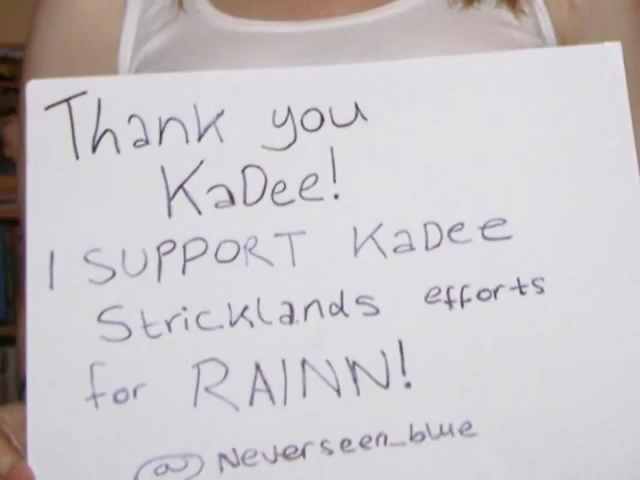 Thank you
KaDee!
I SUPPORT KaDee
Stricklands efforts
for RAINN!
@Neverseen_blue